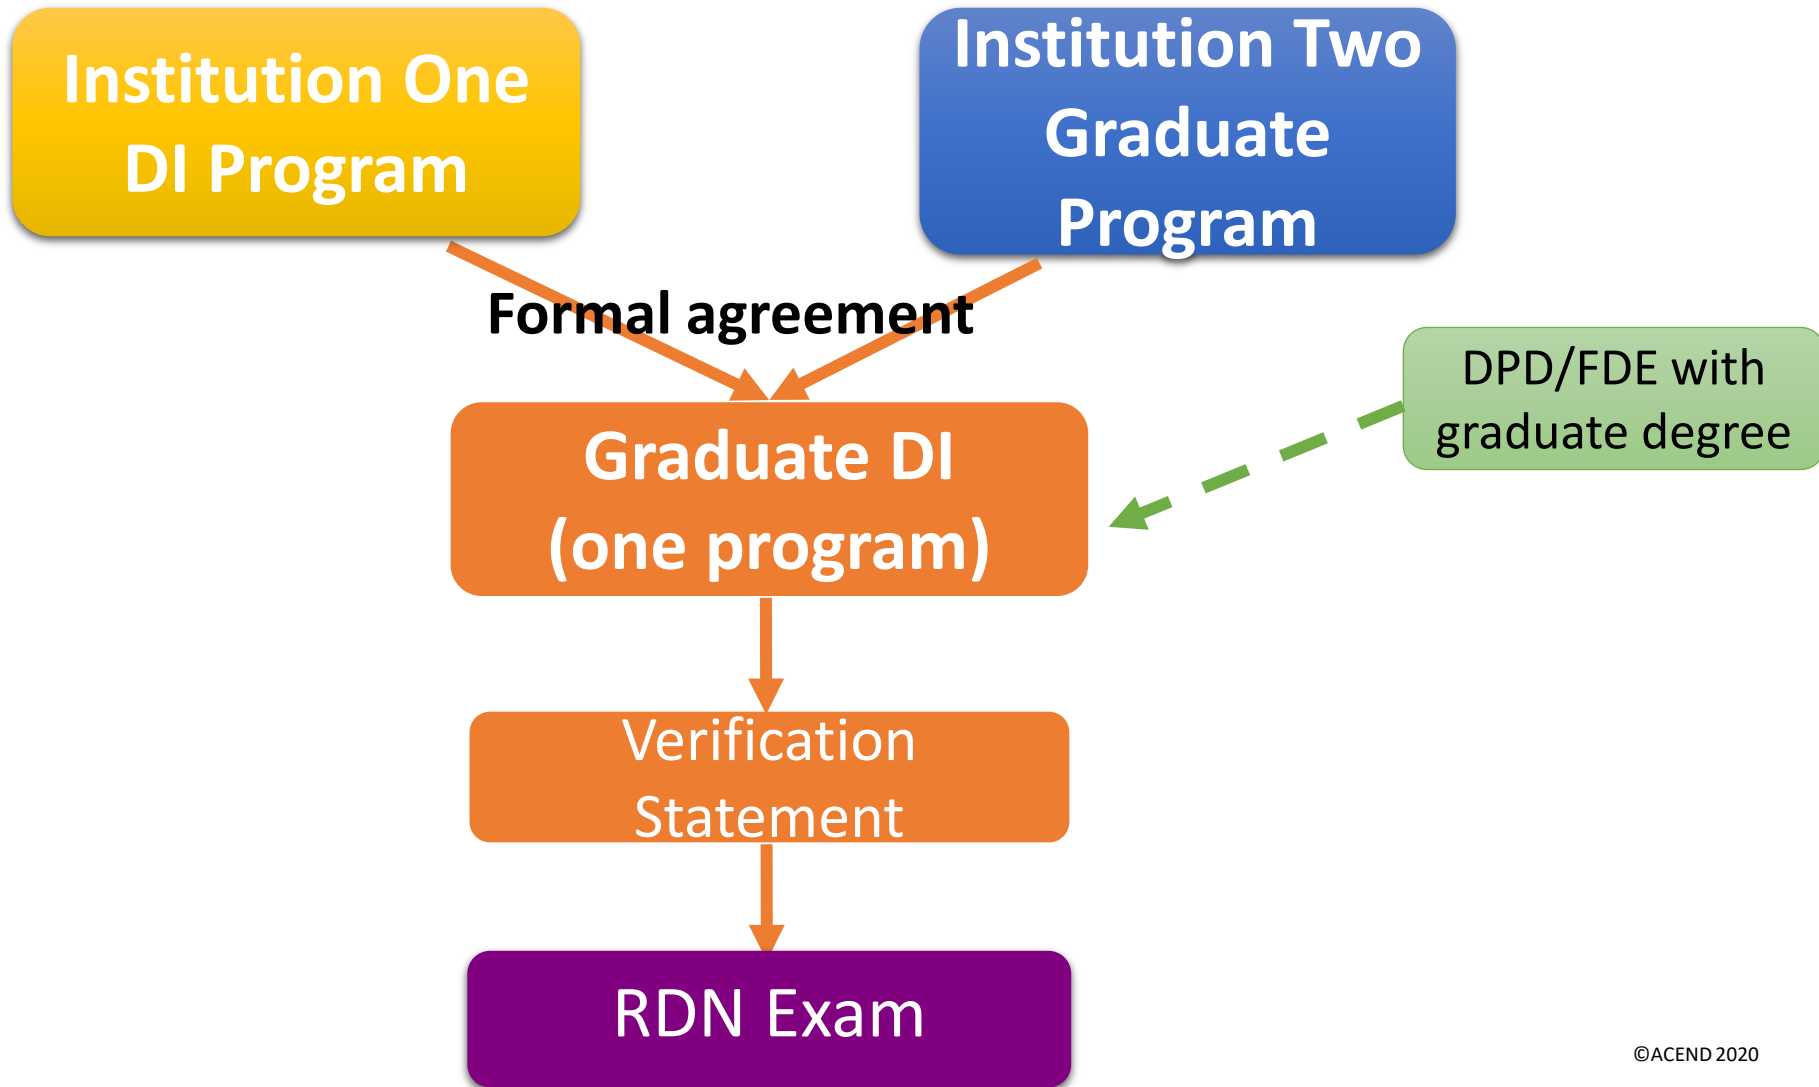 Institution One
DI Program
Institution Two
Graduate
Program
Formal agreement
DPD/FDE with
graduate degree
Graduate DI
(one program)
Verification
Statement
RDN Exam
©ACEND 2020